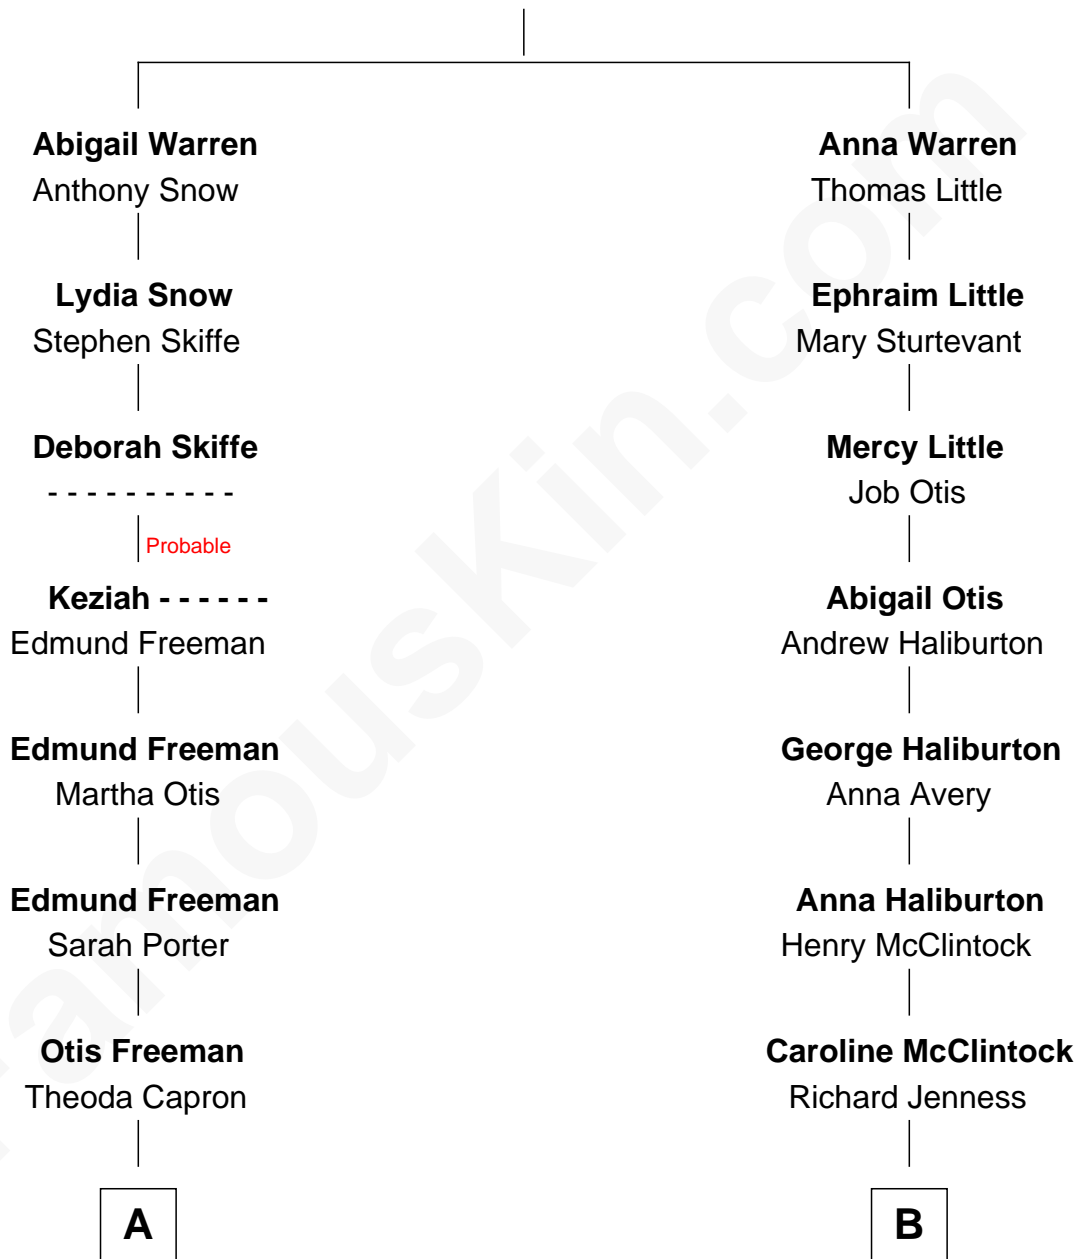 Abigail Warren
Anthony Snow
Lydia Snow
Stephen Skiffe
Deborah Skiffe
- - - - - - - - - -
Probable
Keziah - - - - - -
Edmund Freeman
Edmund Freeman
Martha Otis
Edmund Freeman
Sarah Porter
Otis Freeman
Theoda Capron
A
Anna Warren
Thomas Little
Ephraim Little
Mary Sturtevant
Mercy Little
Job Otis
Abigail Otis
Andrew Haliburton
George Haliburton
Anna Avery
Anna Haliburton
Henry McClintock
Caroline McClintock
Richard Jenness
B
FamousKin.com